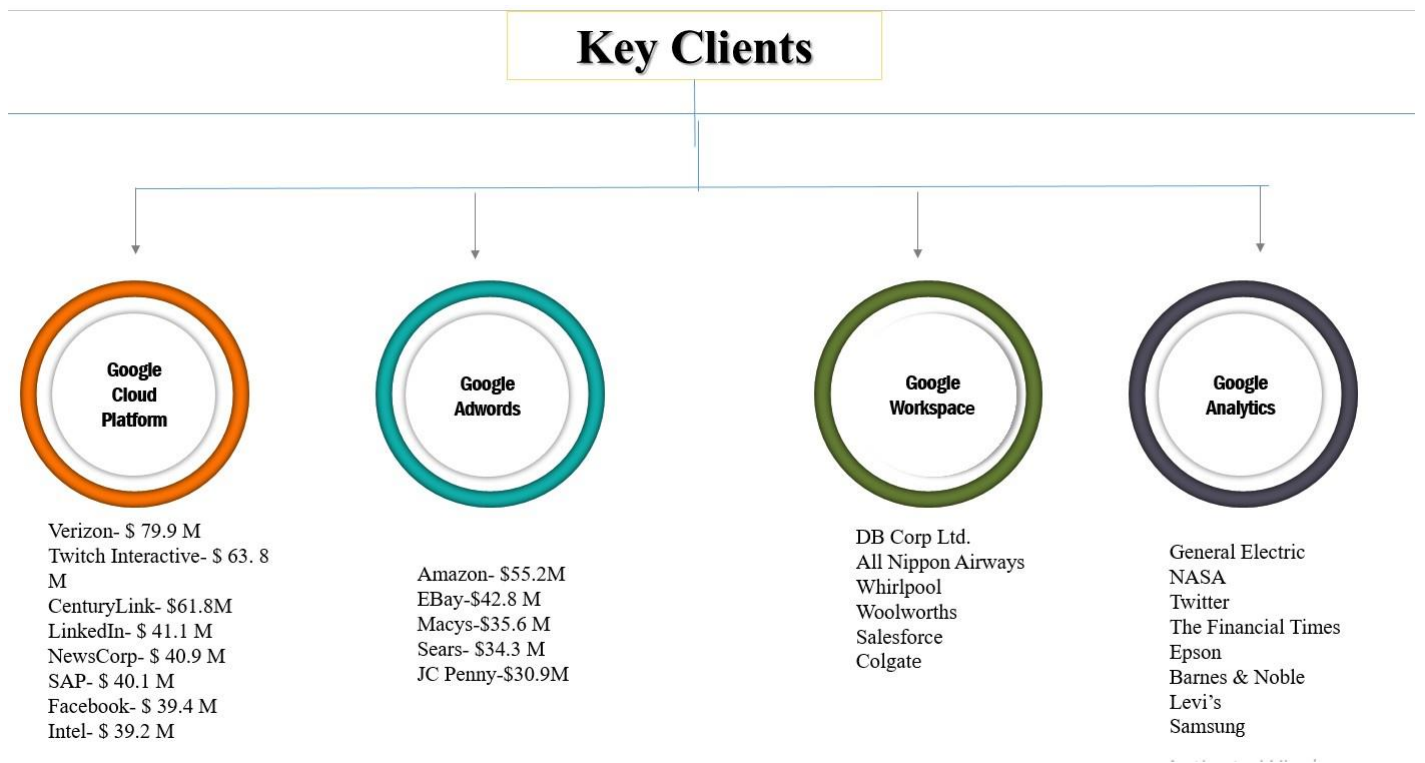 Key Clients
Google
Cloud
Platform
Verizon- $ 79.9 M
Twitch Interactive- $ 63. 8
M
CenturyLink- $61.8M
LinkedIn- $ 41.1 M
NewsCorp- $ 40.9 M
SAP- $ 40.1 M
Facebook- $ 39.4 M
Intel- $ 39.2 M
Google
Adwords
Amazon- $55.2M
EBay-$42.8 M
Macys-$35.6 M
Sears- $34.3 M
JC Penny-$30.9M
Google
Workspace
DB Corp Ltd.
All Nippon Airways
Whirlpool
Woolworths
Salesforce
Colgate
Google
Analytics
General Electric
NASA
Twitter
The Financial Times
Epson
Barnes & Noble
Levi’s
Samsung